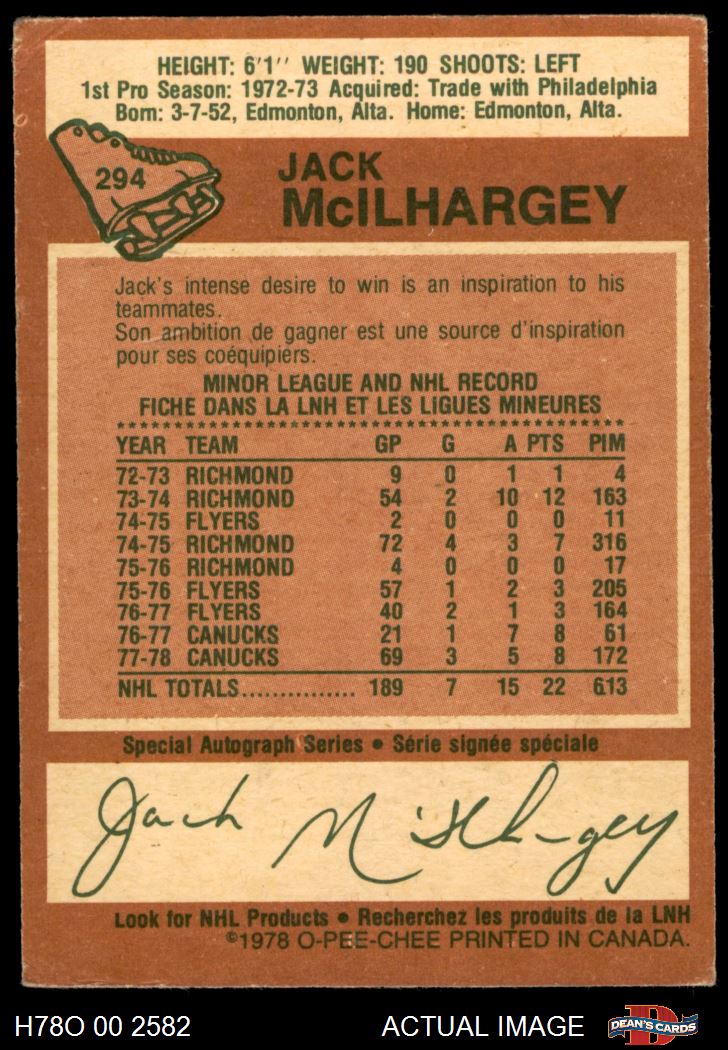 HEIGHT: 6'1'' WEIGHT: 190 SHOOTS: LEFT
1st Pro Season: 1972-73 Acquired: Trade with Philadelphia
Born: 3-7-52, Edmonton, Alta. Home: Edmonton, Alta.
294
JACK
McILHARGEY
Jack's intense desire to win is an inspiration to his
teammates.
Son ambition de gagner est une source d'inspiration
pour ses coéquipiers.
MINOR LEAGUE AND NHL RECORD
FICHE DANS LA LNH ET LES LIGUES MINEURES
YEAR TEAM GP G A PTS PIM
72-73 RICHMOND 9 0 1 1 4
73-74 RICHMOND 54 2 10 12 163
74-75 FLYERS 2 0 0 0 11
74-75 RICHMOND 72 4 3 7 316
75-76 RICHMOND 4 0 0 0 17
75-76 FLYERS 57 1 2 3 205
76-77 FLYERS 40 2 1 3 164
76-77 CANUCKS 21 1 7 8 61
77-78 CANUCKS 69 3 5 8 172
NHL TOTALS............... 189 7 15 22 613
Special Autograph Series • Série signée spéciale
Jack McIlhargey
Look for NHL Products • Recherchez les produits de la LNH
©1978 O-PEE-CHEE PRINTED IN CANADA.
H78O 00 2582 ACTUAL IMAGE DEAN'S CARDS